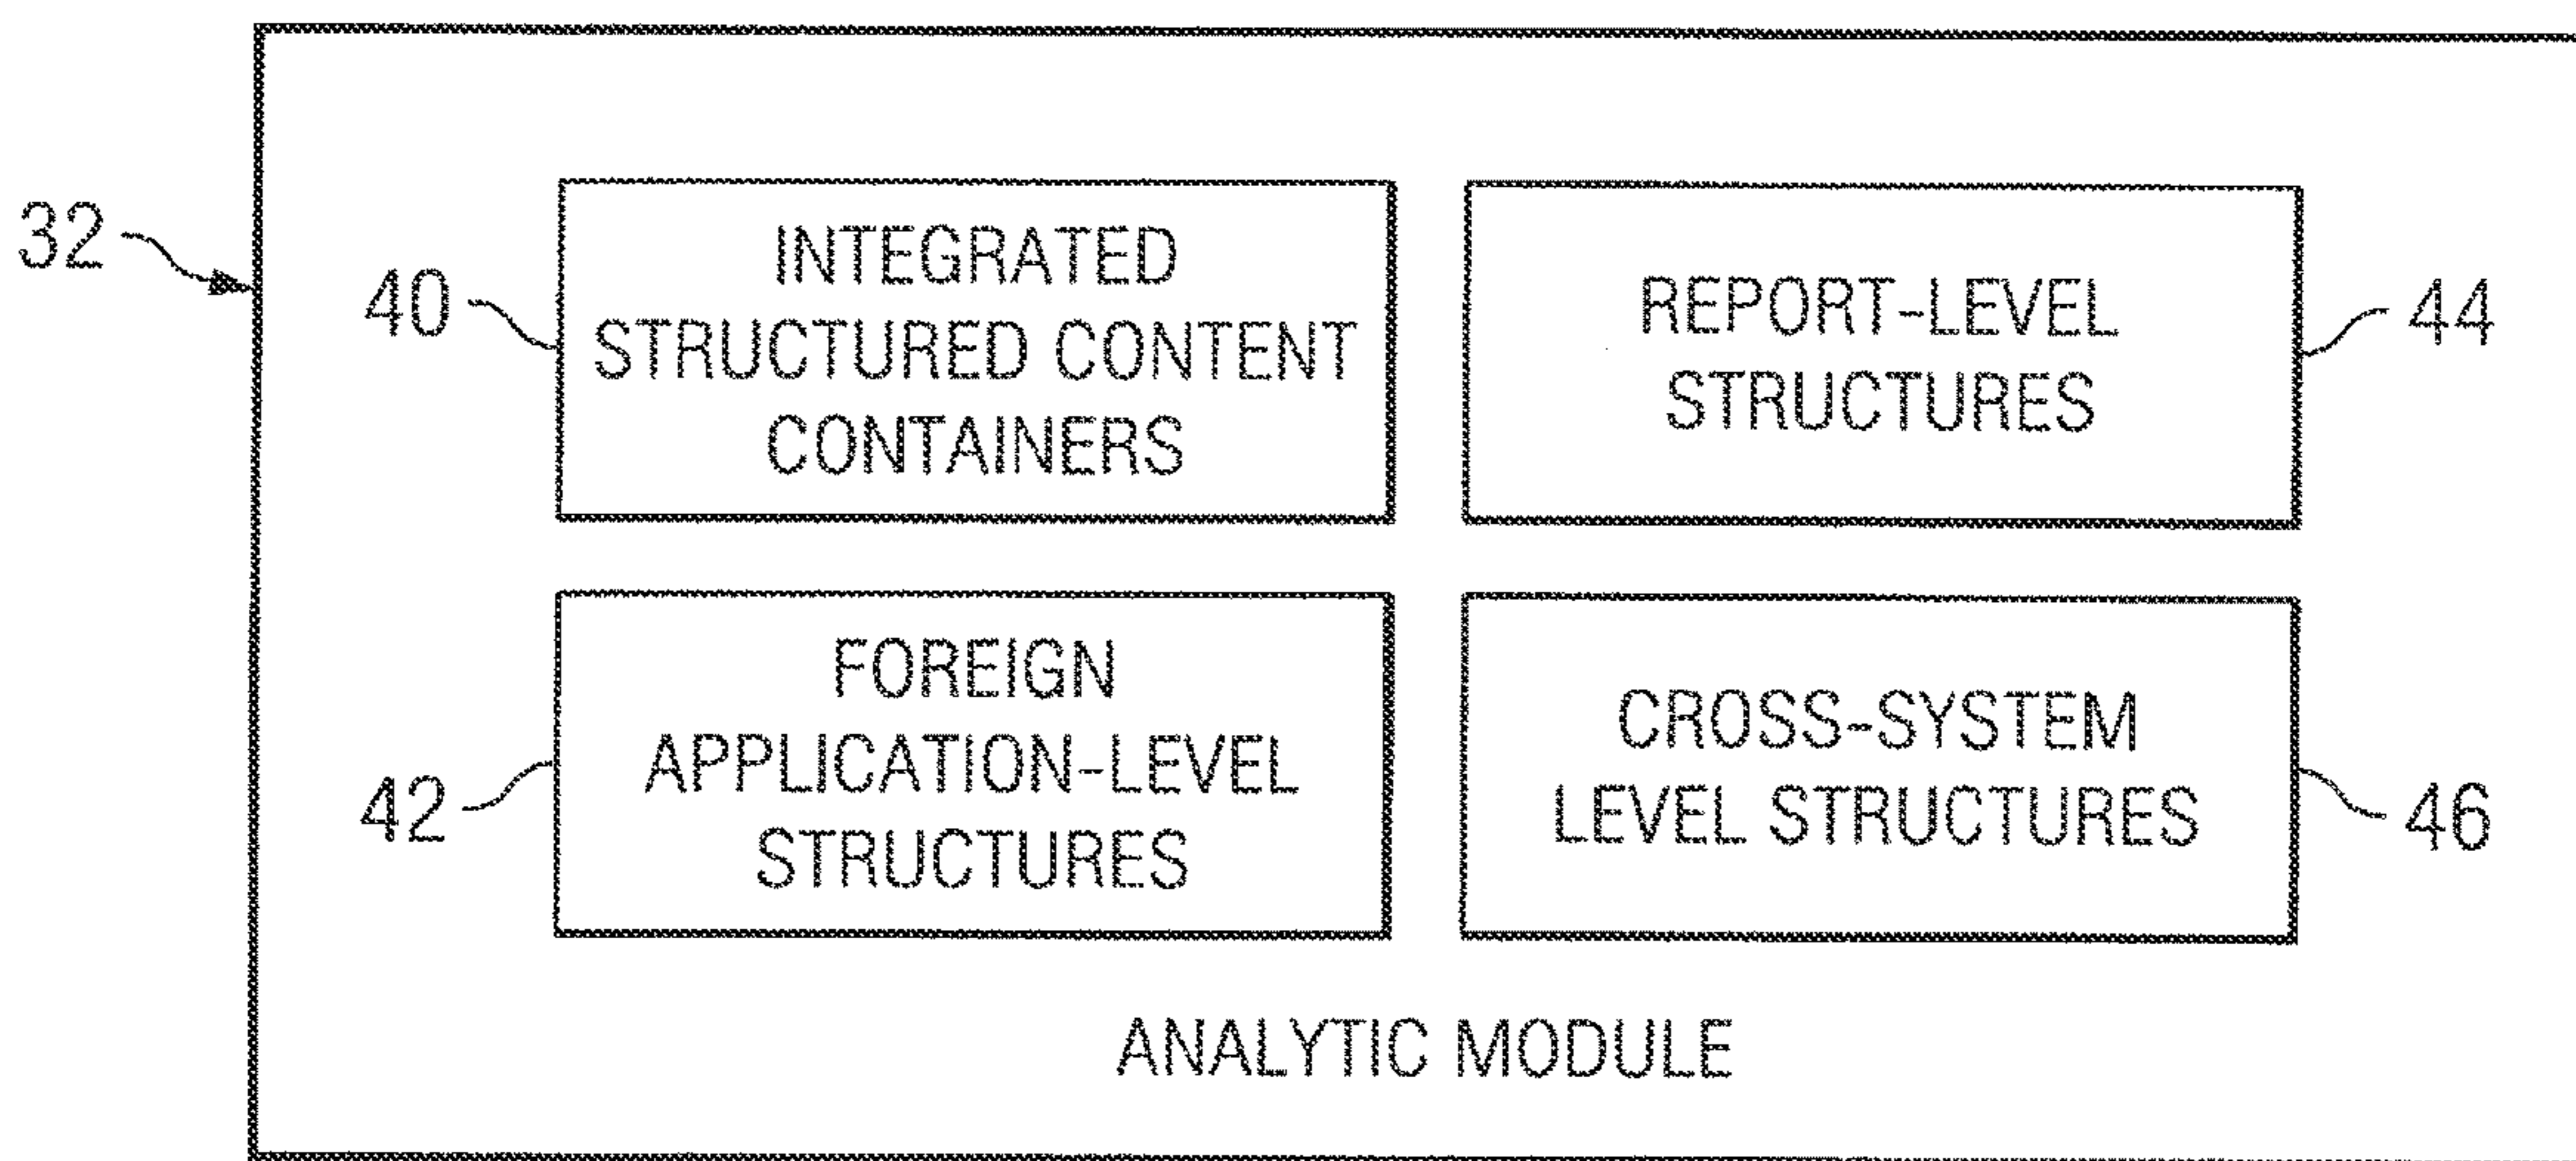 32
40
INTEGRATED
STRUCTURED CONTENT
CONTAINERS
REPORT-LEVEL
STRUCTURES
44
42
FOREIGN
APPLICATION-LEVEL
STRUCTURES
CROSS-SYSTEM
LEVEL STRUCTURES
46
ANALYTIC MODULE